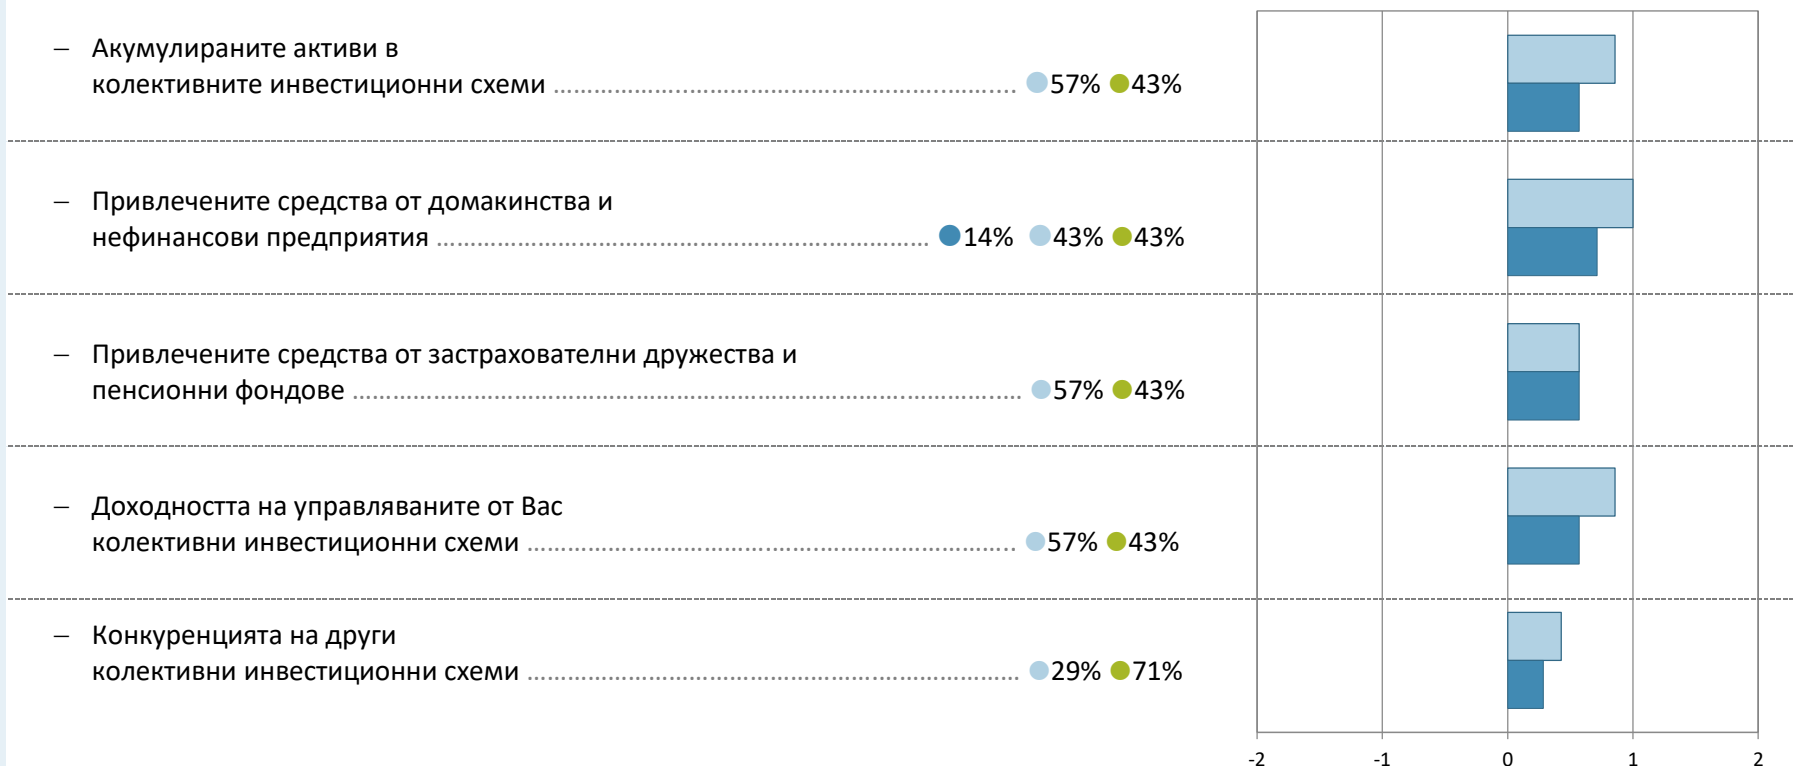 – Акумулираните активи в
колективните инвестиционни схеми ........................ 57% 43%
– Привлечените средства от домакинства и
нефинансови предприятия ........................ 14% 43% 43%
– Привлечените средства от застрахователни дружества и
пенсионни фондове ........................ 57% 43%
– Доходността на управляваните от Вас
колективни инвестиционни схеми ........................ 57% 43%
– Конкуренцията на други
колективни инвестиционни схеми ........................ 29% 71%
-2 -1 0 1 2